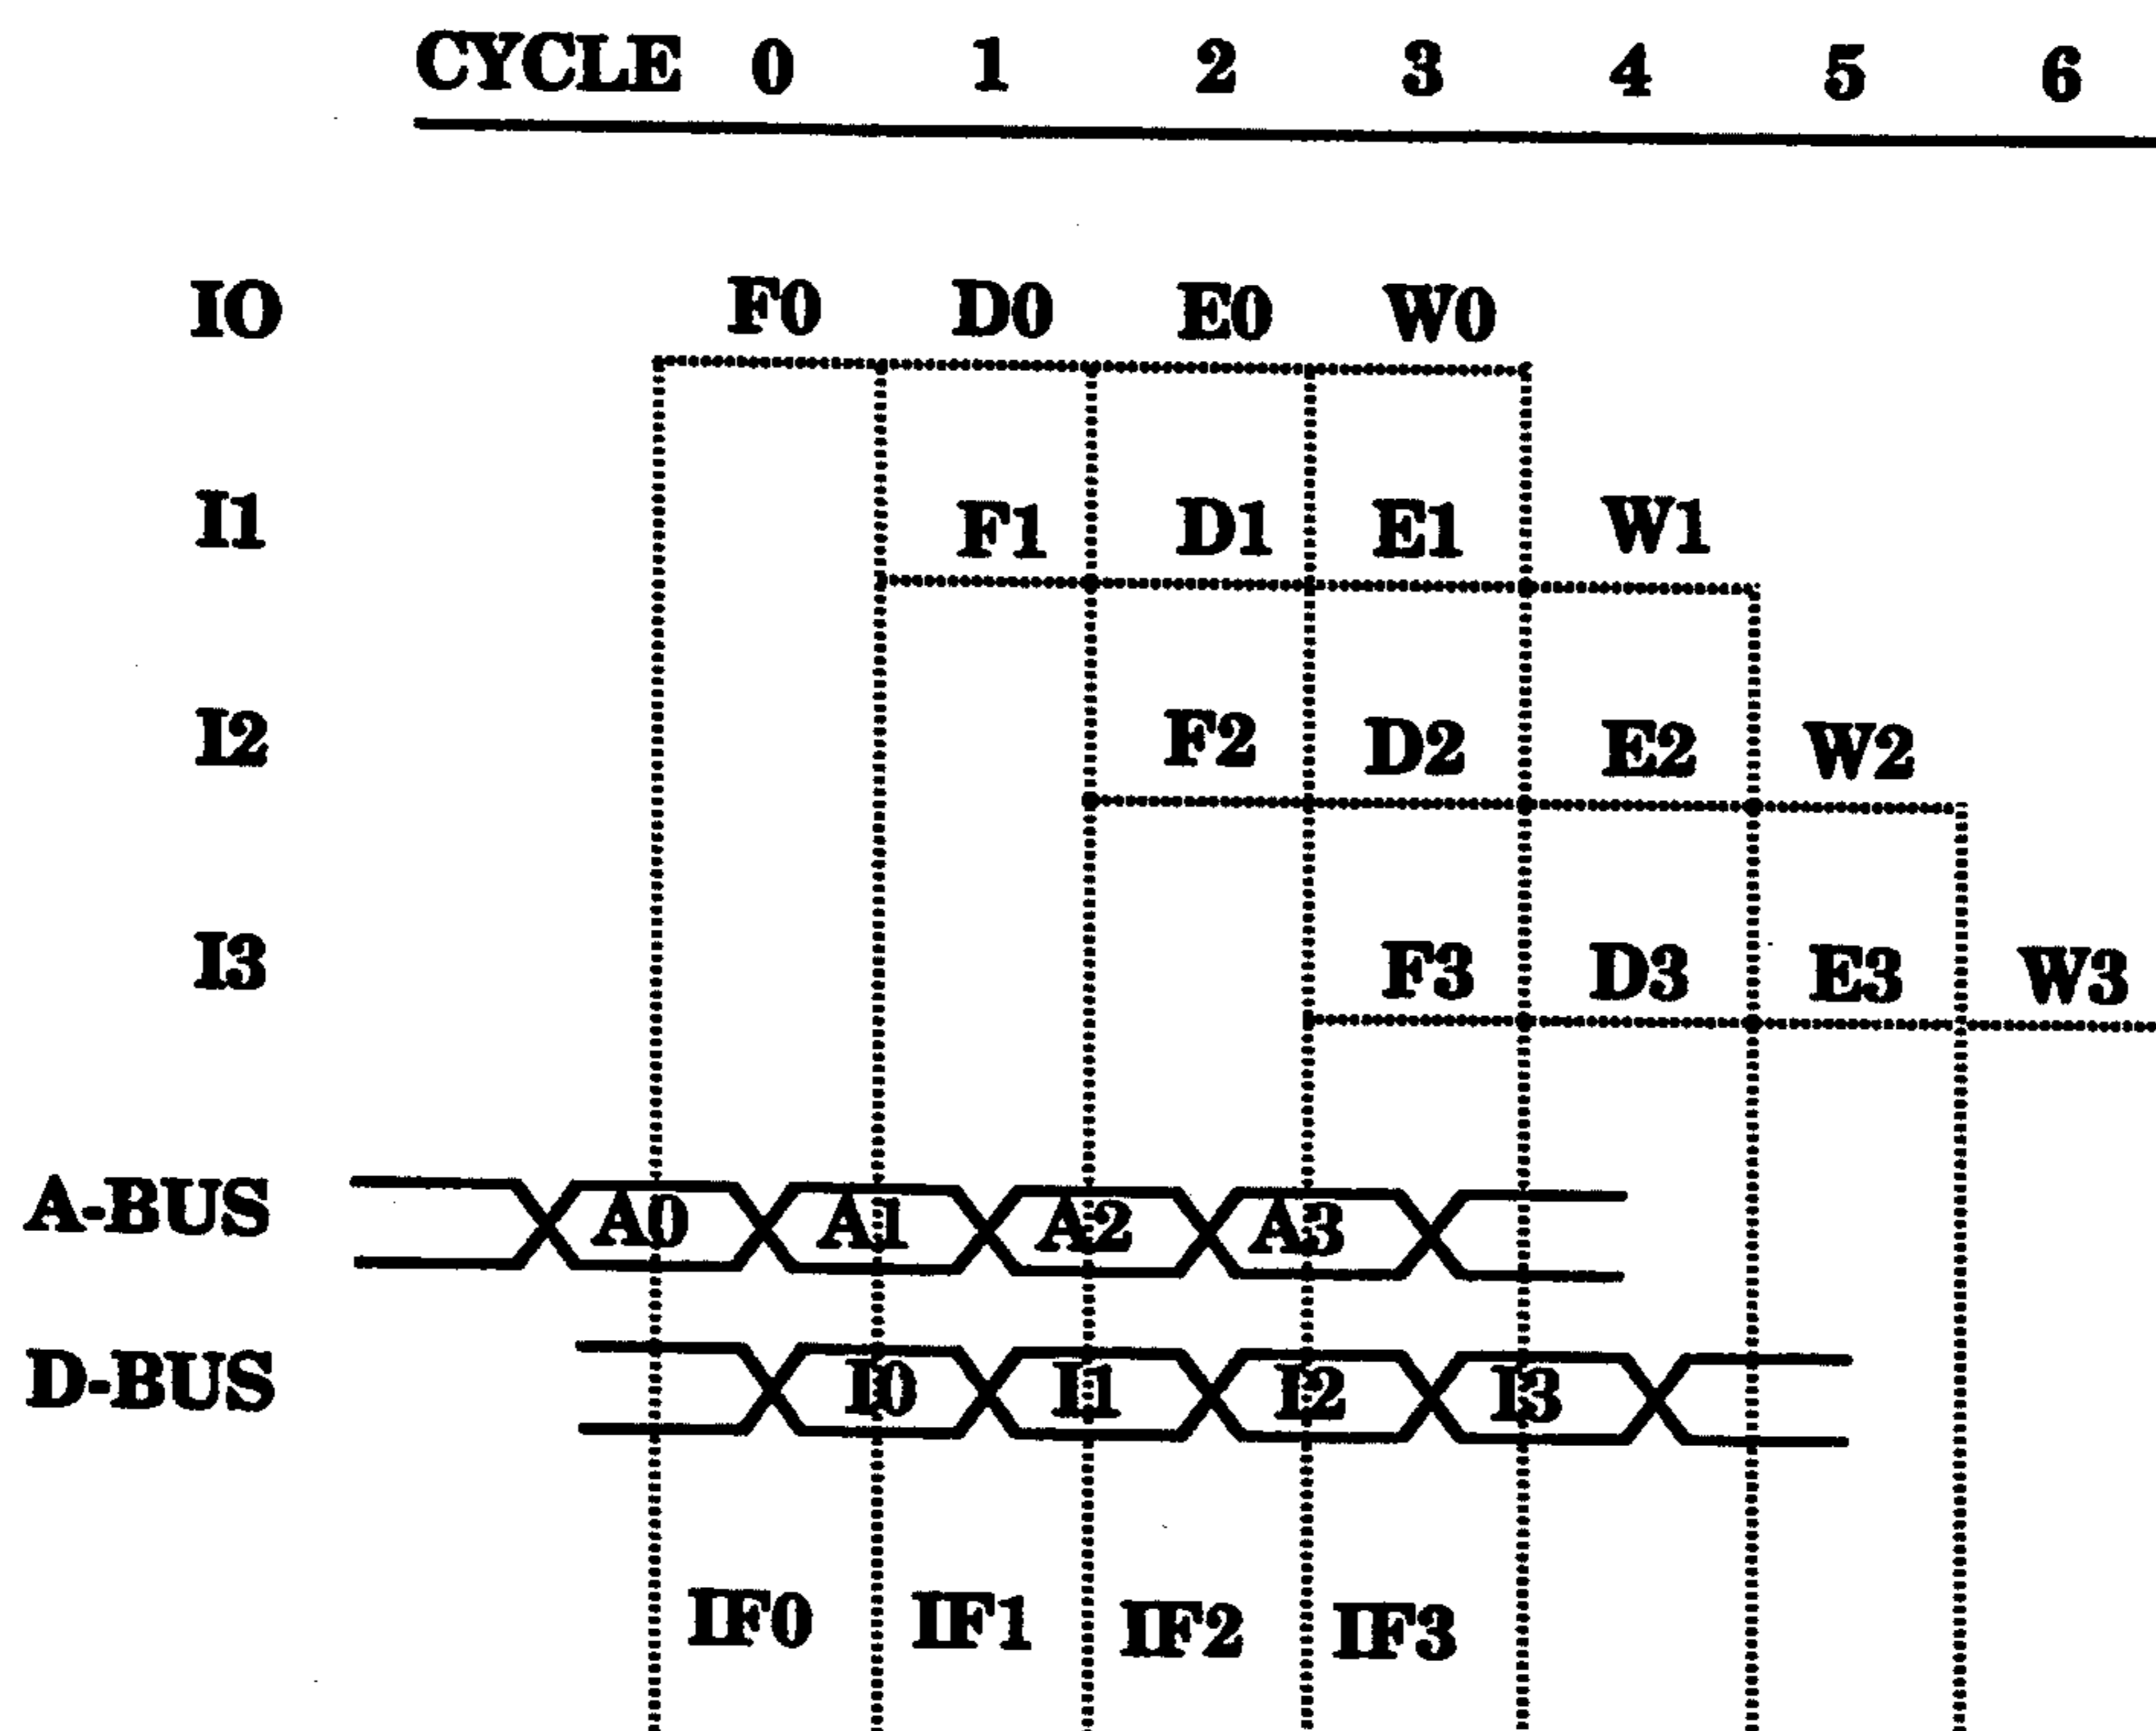 CYCLE 0 1 2 3 4 5 6
IO F0 D0 E0 W0
I1 F1 D1 E1 W1
I2 F2 D2 E2 W2
I3 F3 D3 E3 W3
A-BUS A0 A1 A2 A3
D-BUS I0 I1 I2 I3
IF0 IF1 IF2 IF3